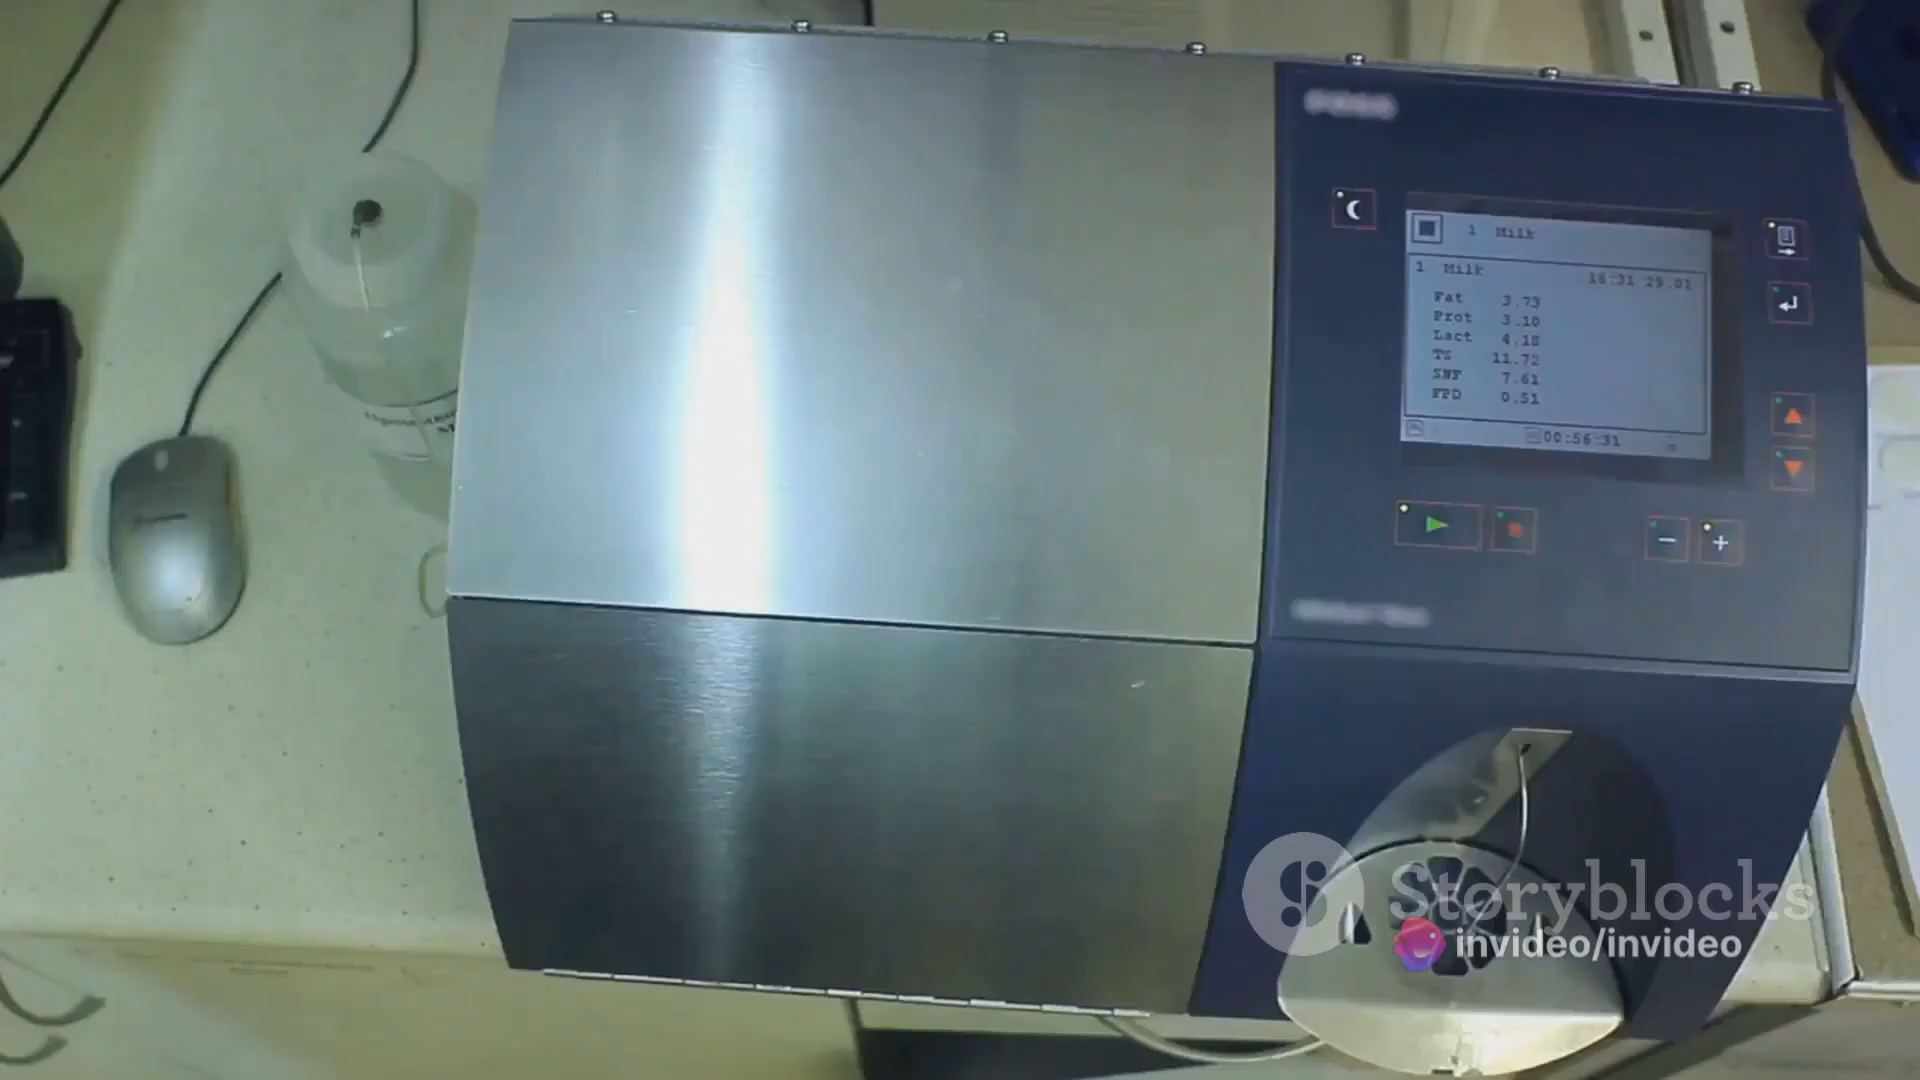 1 Milk
1 Milk 16:31 29.01
Fat 3.73
Prot 3.10
Lact 4.18
TS 11.72
SNF 7.61
FPD 0.51
00:56:31
Storyblocks
invideo/invideo